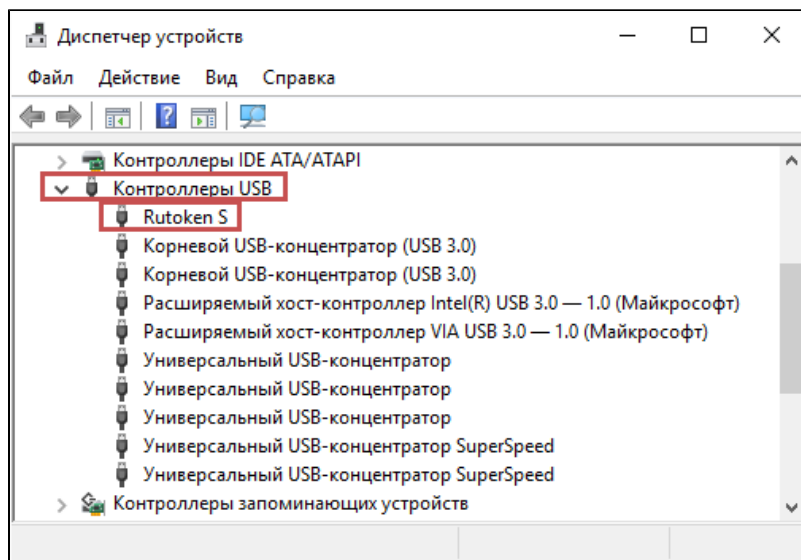 Диспетчер устройств
Файл Действие Вид Справка
Контроллеры IDE ATA/ATAPI
Контроллеры USB
Rutoken S
Корневой USB-концентратор (USB 3.0)
Корневой USB-концентратор (USB 3.0)
Расширяемый хост-контроллер Intel(R) USB 3.0 — 1.0 (Майкрософт)
Расширяемый хост-контроллер VIA USB 3.0 — 1.0 (Майкрософт)
Универсальный USB-концентратор
Универсальный USB-концентратор
Универсальный USB-концентратор
Универсальный USB-концентратор SuperSpeed
Универсальный USB-концентратор SuperSpeed
Контроллеры запоминающих устройств